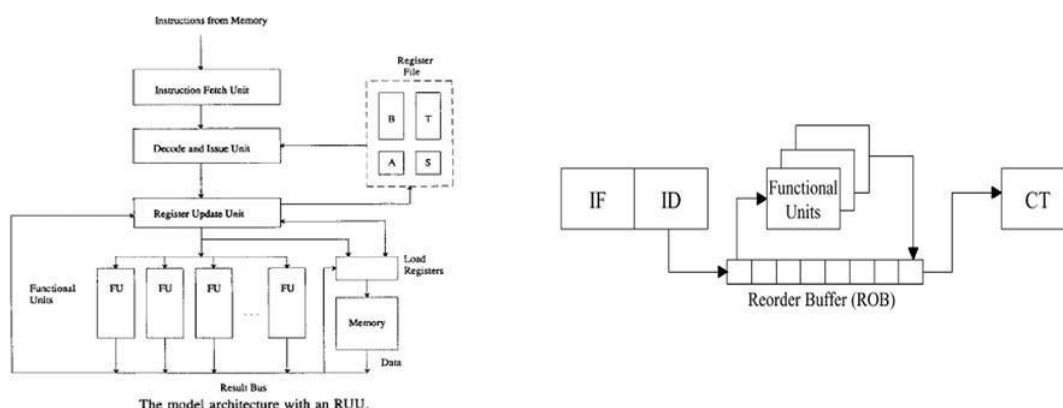 Instructions from Memory
Register
File
Instruction Fetch Unit
B T
Decode and Issue Unit
A S
Register Update Unit
Load
Registers
Functional
Units
FU FU FU FU
. . .
Memory
Data
Result Bus
The model architecture with an RUU.
IF ID
Functional
Units
CT
Reorder Buffer (ROB)